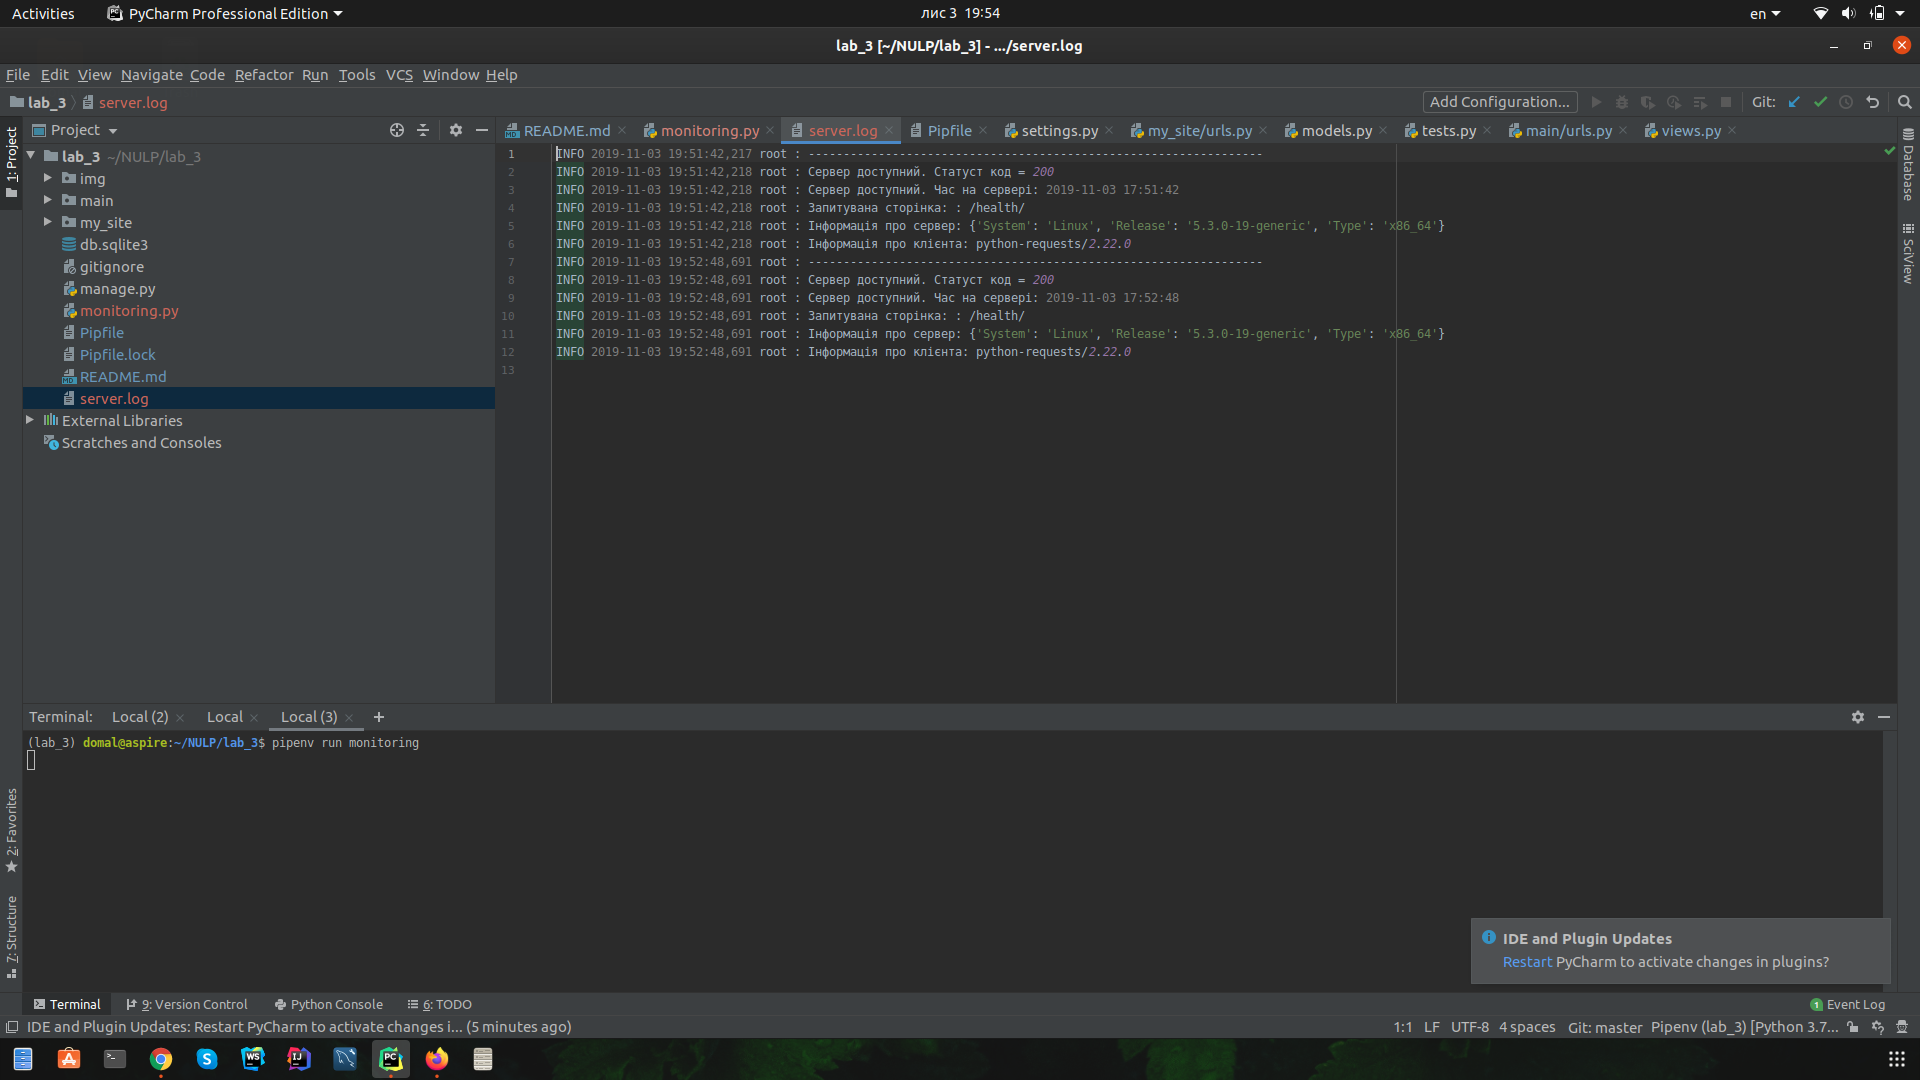 Activities PyCharm Professional Edition лис 3 19:54 en
lab_3 [~/NULP/lab_3] - .../server.log
File Edit View Navigate Code Refactor Run Tools VCS Window Help
lab_3 server.log Add Configuration... Git:
1: Project
Project
lab_3 ~/NULP/lab_3
img
main
my_site
db.sqlite3
gitignore
manage.py
monitoring.py
Pipfile
Pipfile.lock
README.md
server.log
External Libraries
Scratches and Consoles
README.md monitoring.py server.log Pipfile settings.py my_site/urls.py models.py tests.py main/urls.py views.py
1 INFO 2019-11-03 19:51:42,217 root : -----------------------------------------------------------------
2 INFO 2019-11-03 19:51:42,218 root : Сервер доступний. Статуст код = 200
3 INFO 2019-11-03 19:51:42,218 root : Сервер доступний. Час на сервері: 2019-11-03 17:51:42
4 INFO 2019-11-03 19:51:42,218 root : Запитувана сторінка: : /health/
5 INFO 2019-11-03 19:51:42,218 root : Інформація про сервер: {'System': 'Linux', 'Release': '5.3.0-19-generic', 'Type': 'x86_64'}
6 INFO 2019-11-03 19:51:42,218 root : Інформація про клієнта: python-requests/2.22.0
7 INFO 2019-11-03 19:52:48,691 root : -----------------------------------------------------------------
8 INFO 2019-11-03 19:52:48,691 root : Сервер доступний. Статуст код = 200
9 INFO 2019-11-03 19:52:48,691 root : Сервер доступний. Час на сервері: 2019-11-03 17:52:48
10 INFO 2019-11-03 19:52:48,691 root : Запитувана сторінка: : /health/
11 INFO 2019-11-03 19:52:48,691 root : Інформація про сервер: {'System': 'Linux', 'Release': '5.3.0-19-generic', 'Type': 'x86_64'}
12 INFO 2019-11-03 19:52:48,691 root : Інформація про клієнта: python-requests/2.22.0
13
Database
SciView
Terminal: Local (2) Local Local (3) +
(lab_3) domal@aspire:~/NULP/lab_3$ pipenv run monitoring
2: Favorites
7: Structure
IDE and Plugin Updates
Restart PyCharm to activate changes in plugins?
Terminal 9: Version Control Python Console 6: TODO 1 Event Log
IDE and Plugin Updates: Restart PyCharm to activate changes i... (5 minutes ago) 1:1 LF UTF-8 4 spaces Git: master Pipenv (lab_3) [Python 3.7...
WS IJ PC